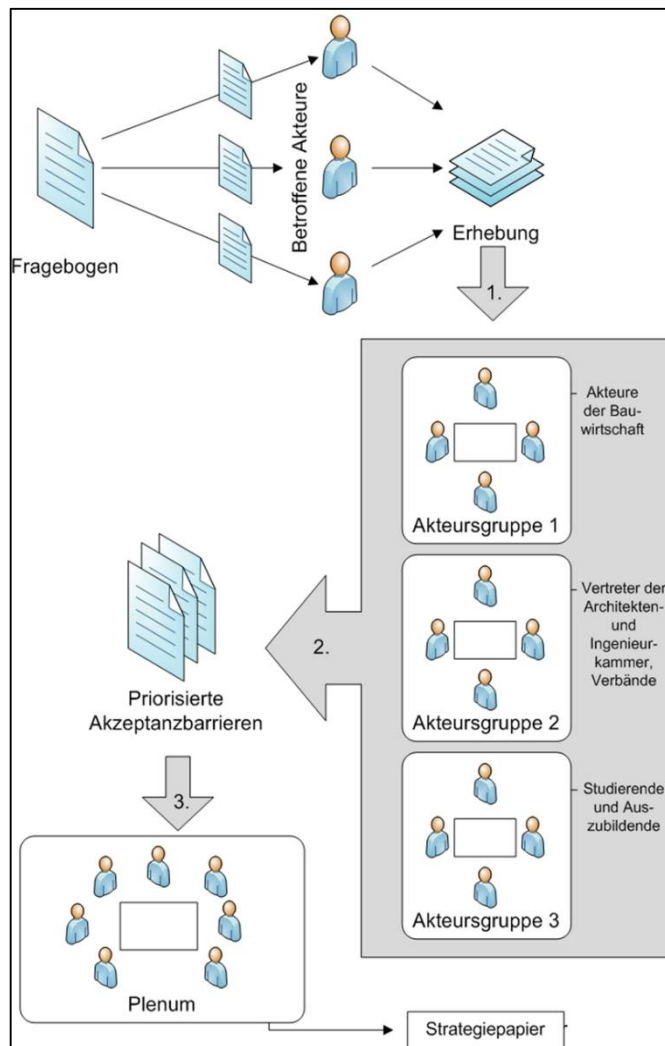 Betroffene Akteure
Fragebogen
Erhebung
1.
Akteure
der Bau-
wirtschaft
Akteursgruppe 1
Vertreter der
Architekten-
und
Ingenieur-
kammer,
Verbände
Akteursgruppe 2
Studierende
und Aus-
zubildende
Akteursgruppe 3
2.
Priorisierte
Akzeptanzbarrieren
3.
Plenum
Strategiepapier